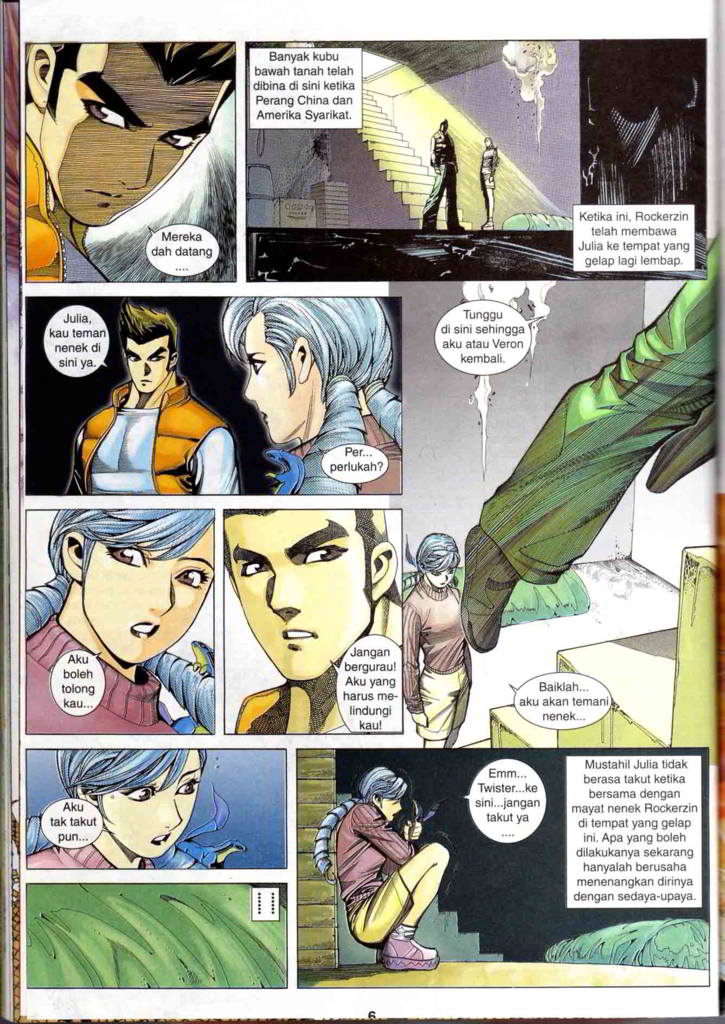 Mereka
dah datang
....
Banyak kubu
bawah tanah telah
dibina di sini ketika
Perang China dan
Amerika Syarikat.
Ketika ini, Rockerzin
telah membawa
Julia ke tempat yang
gelap lagi lembap.
Julia,
kau teman
nenek di
sini ya.
Per...
perlukah?
Tunggu
di sini sehingga
aku atau Veron
kembali.
Aku
boleh
tolong
kau...
Jangan
bergurau!
Aku yang
harus me-
lindungi
kau!
Baiklah...
aku akan temani
nenek...
Aku
tak takut
pun...
Emm...
Twister...ke
sini...jangan
takut ya
....
Mustahil Julia tidak
berasa takut ketika
bersama dengan
mayat nenek Rockerzin
di tempat yang gelap
ini. Apa yang boleh
dilakukanya sekarang
hanyalah berusaha
menenangkan dirinya
dengan sedaya-upaya.
6